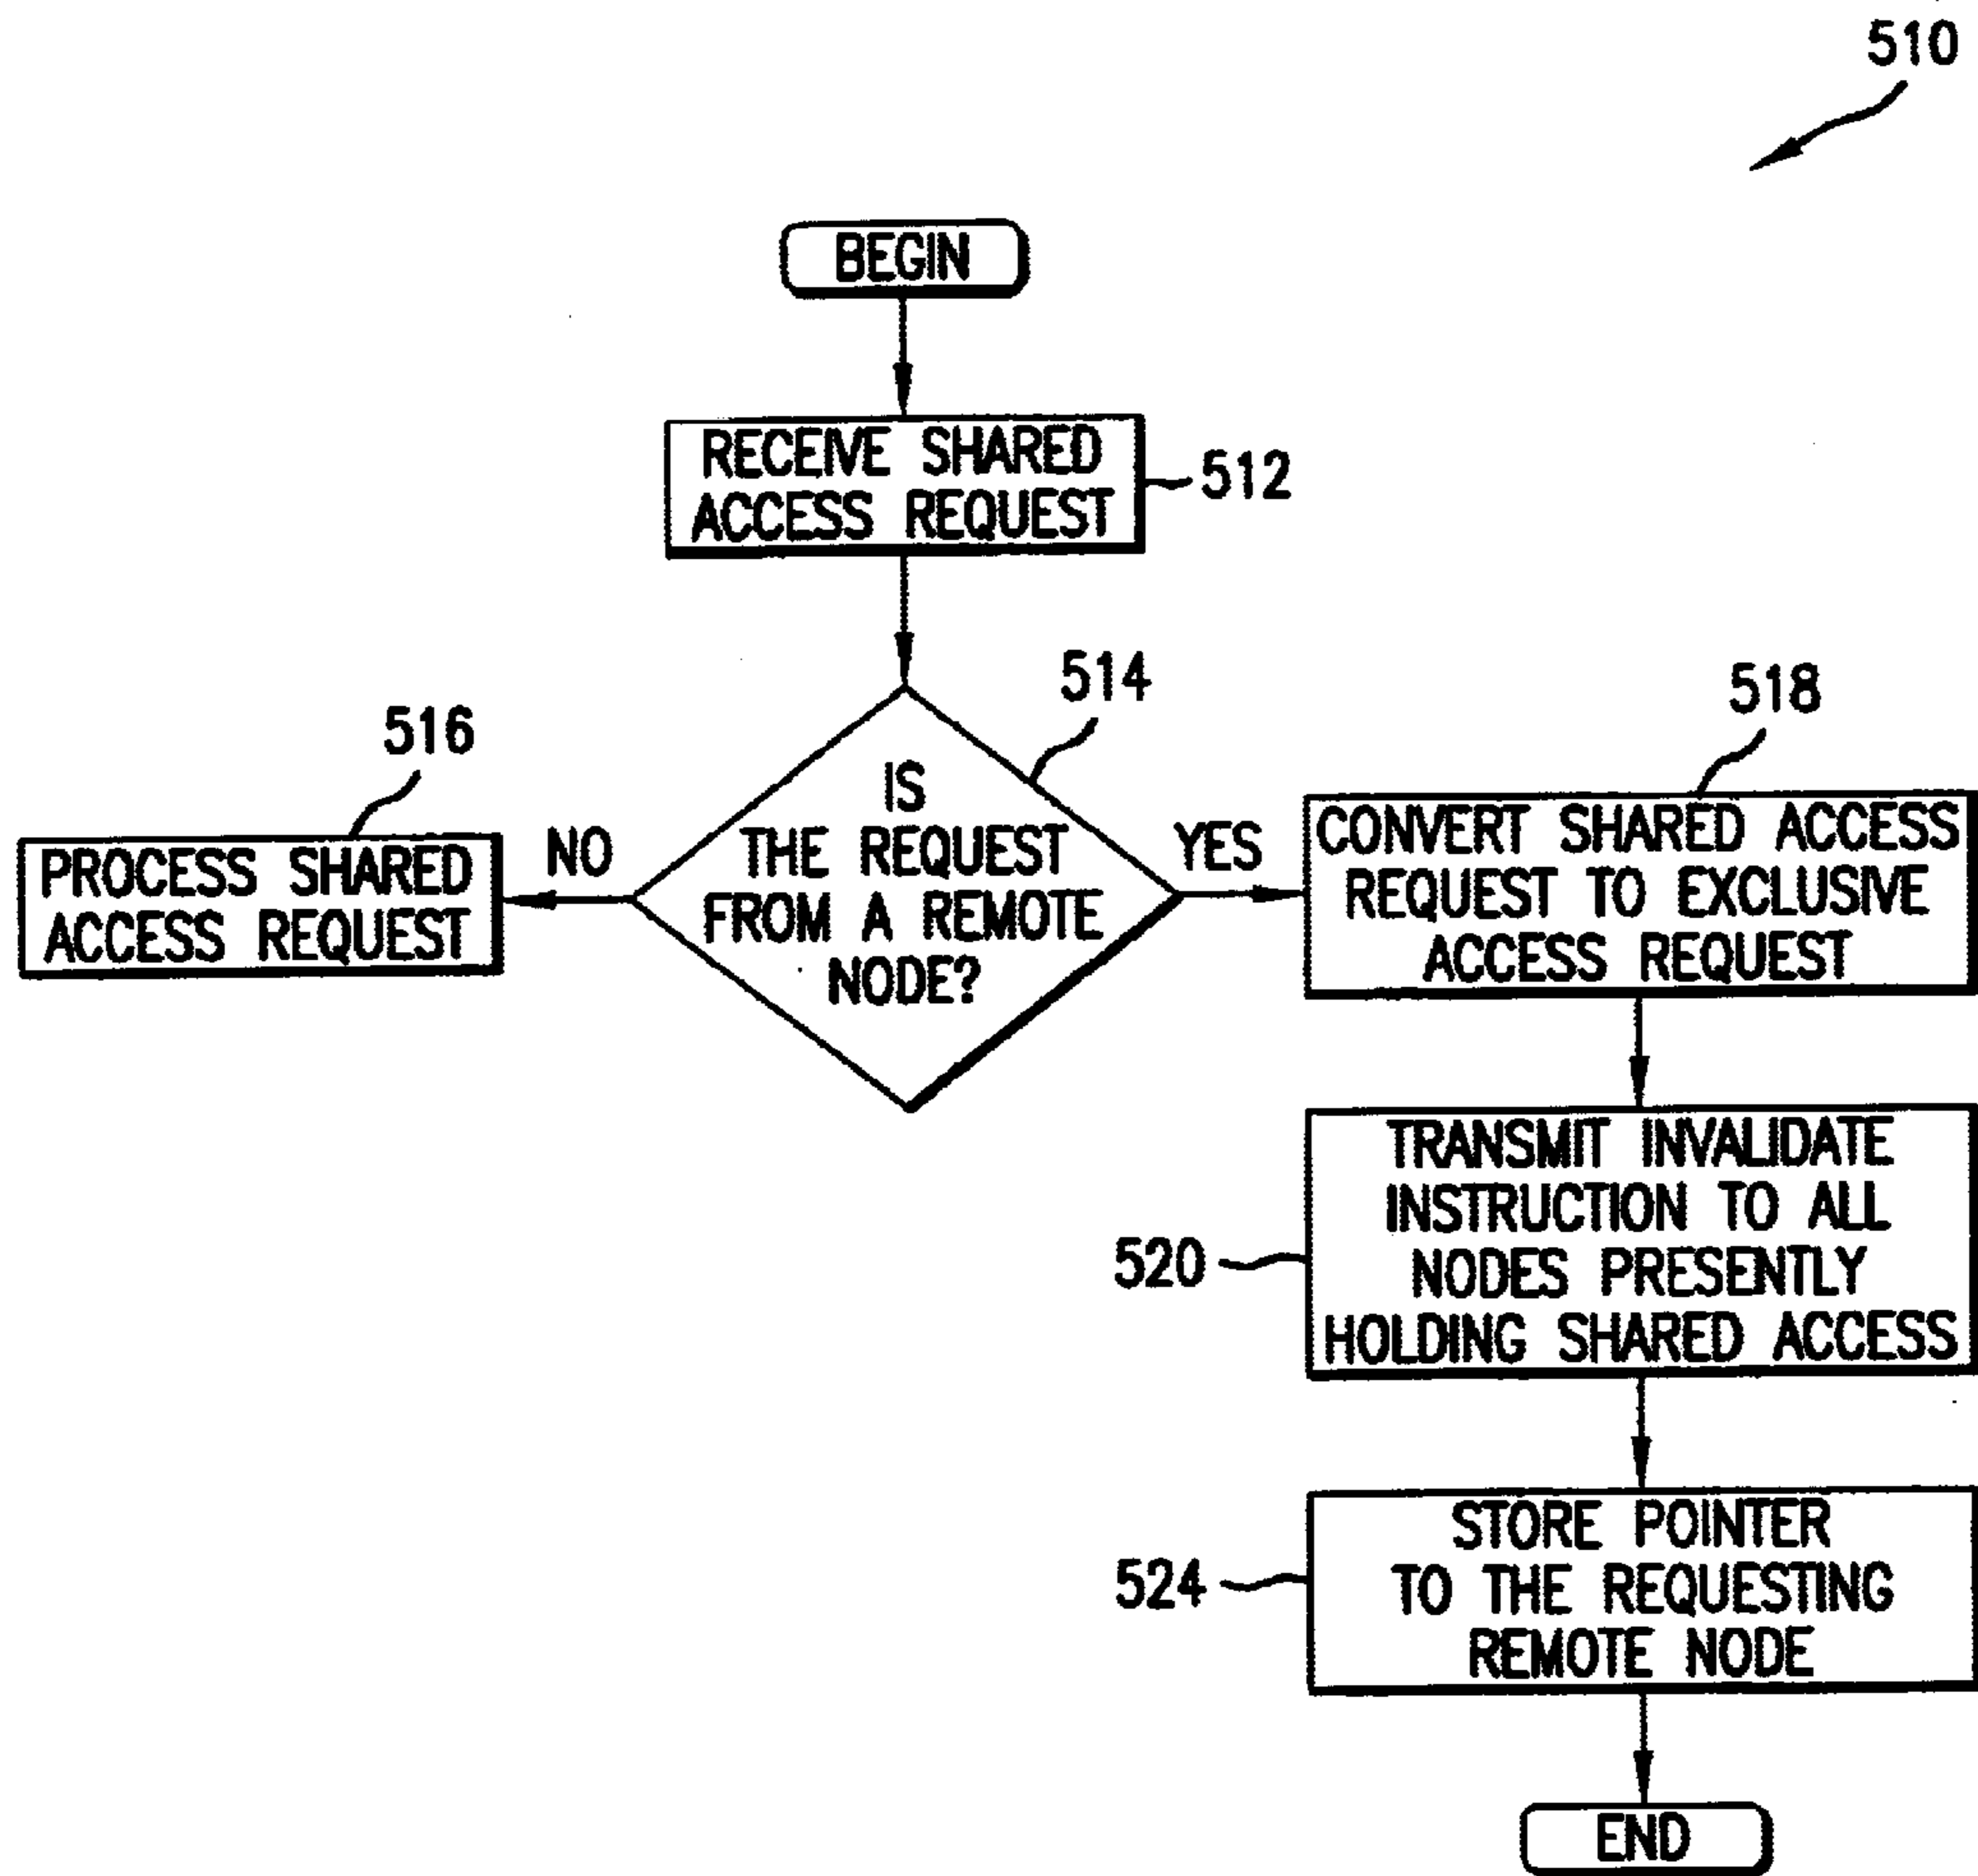 510
BEGIN
RECEIVE SHARED
ACCESS REQUEST
512
514
IS
THE REQUEST
FROM A REMOTE
NODE?
516
NO
PROCESS SHARED
ACCESS REQUEST
YES
518
CONVERT SHARED ACCESS
REQUEST TO EXCLUSIVE
ACCESS REQUEST
520
TRANSMIT INVALIDATE
INSTRUCTION TO ALL
NODES PRESENTLY
HOLDING SHARED ACCESS
524
STORE POINTER
TO THE REQUESTING
REMOTE NODE
END